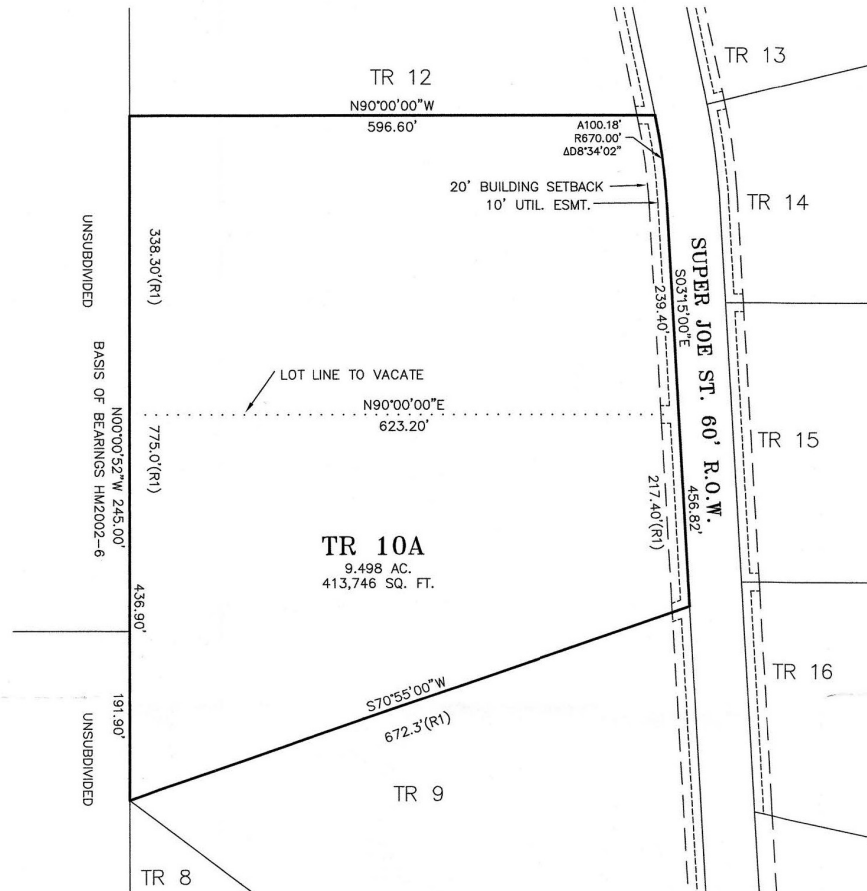 TR 12
TR 13
N90°00'00"W
596.60'
A100.18'
R670.00'
ΔD8°34'02"
20' BUILDING SETBACK
10' UTIL. ESMT.
TR 14
UNSUBDIVIDED
338.30'(R1)
SUPER JOE ST. 60' R.O.W.
S03°15'00"E
239.40'
456.82'
LOT LINE TO VACATE
N90°00'00"E
623.20'
BASIS OF BEARINGS HM2002-6
N00°00'52"W 245.00'
775.0'(R1)
217.40'(R1)
TR 15
TR 10A
9.498 AC.
413,746 SQ. FT.
436.90'
TR 16
S70°55'00"W
672.3'(R1)
191.90'
UNSUBDIVIDED
TR 9
TR 8